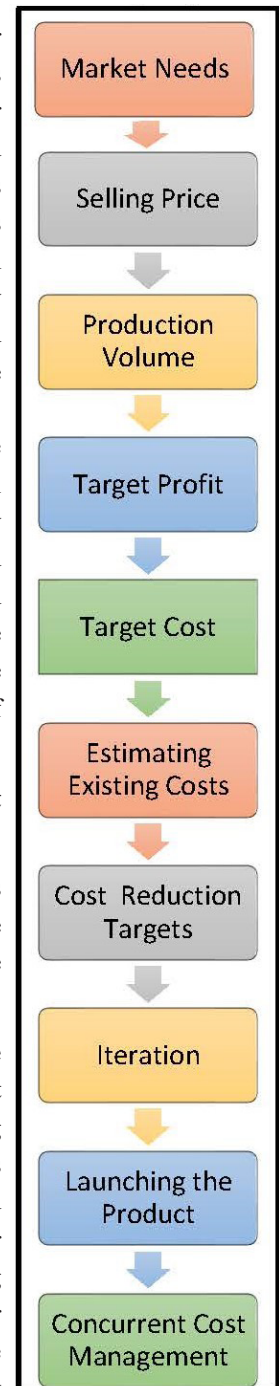 Market Needs
Selling Price
Production
Volume
Target Profit
Target Cost
Estimating
Existing Costs
Cost Reduction
Targets
Iteration
Launching the
Product
Concurrent Cost
Management